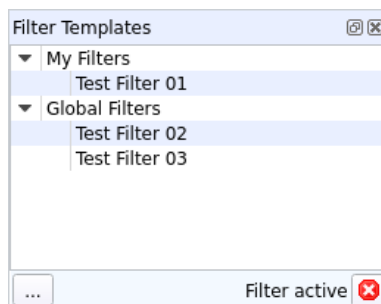 Filter Templates
My Filters
Test Filter 01
Global Filters
Test Filter 02
Test Filter 03
... Filter active